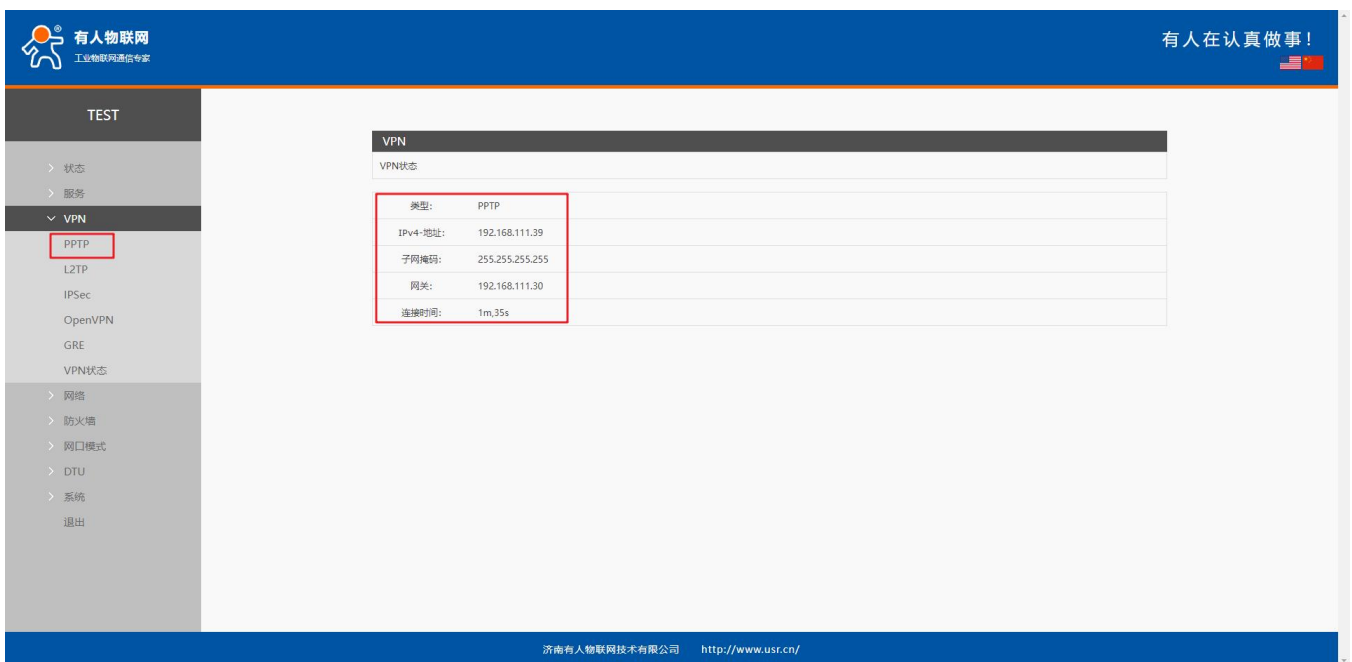 有人物联网
®
工业物联网通信专家
有人在认真做事！
TEST
状态
服务
VPN
PPTP
L2TP
IPSec
OpenVPN
GRE
VPN状态
网络
防火墙
网口模式
DTU
系统
退出
VPN
VPN状态
类型: PPTP
IPv4-地址: 192.168.111.39
子网掩码: 255.255.255.255
网关: 192.168.111.30
连接时间: 1m,35s
济南有人物联网技术有限公司 http://www.usr.cn/